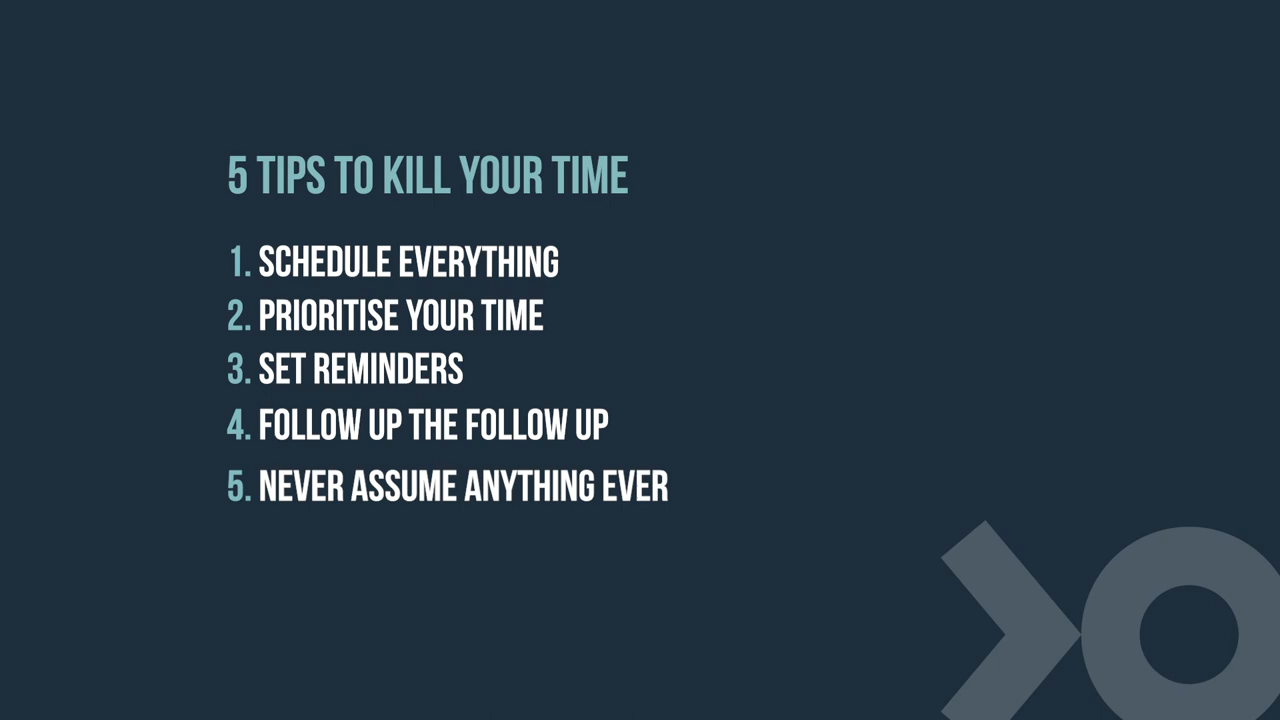 5 TIPS TO KILL YOUR TIME
1. SCHEDULE EVERYTHING
2. PRIORITISE YOUR TIME
3. SET REMINDERS
4. FOLLOW UP THE FOLLOW UP
5. NEVER ASSUME ANYTHING EVER